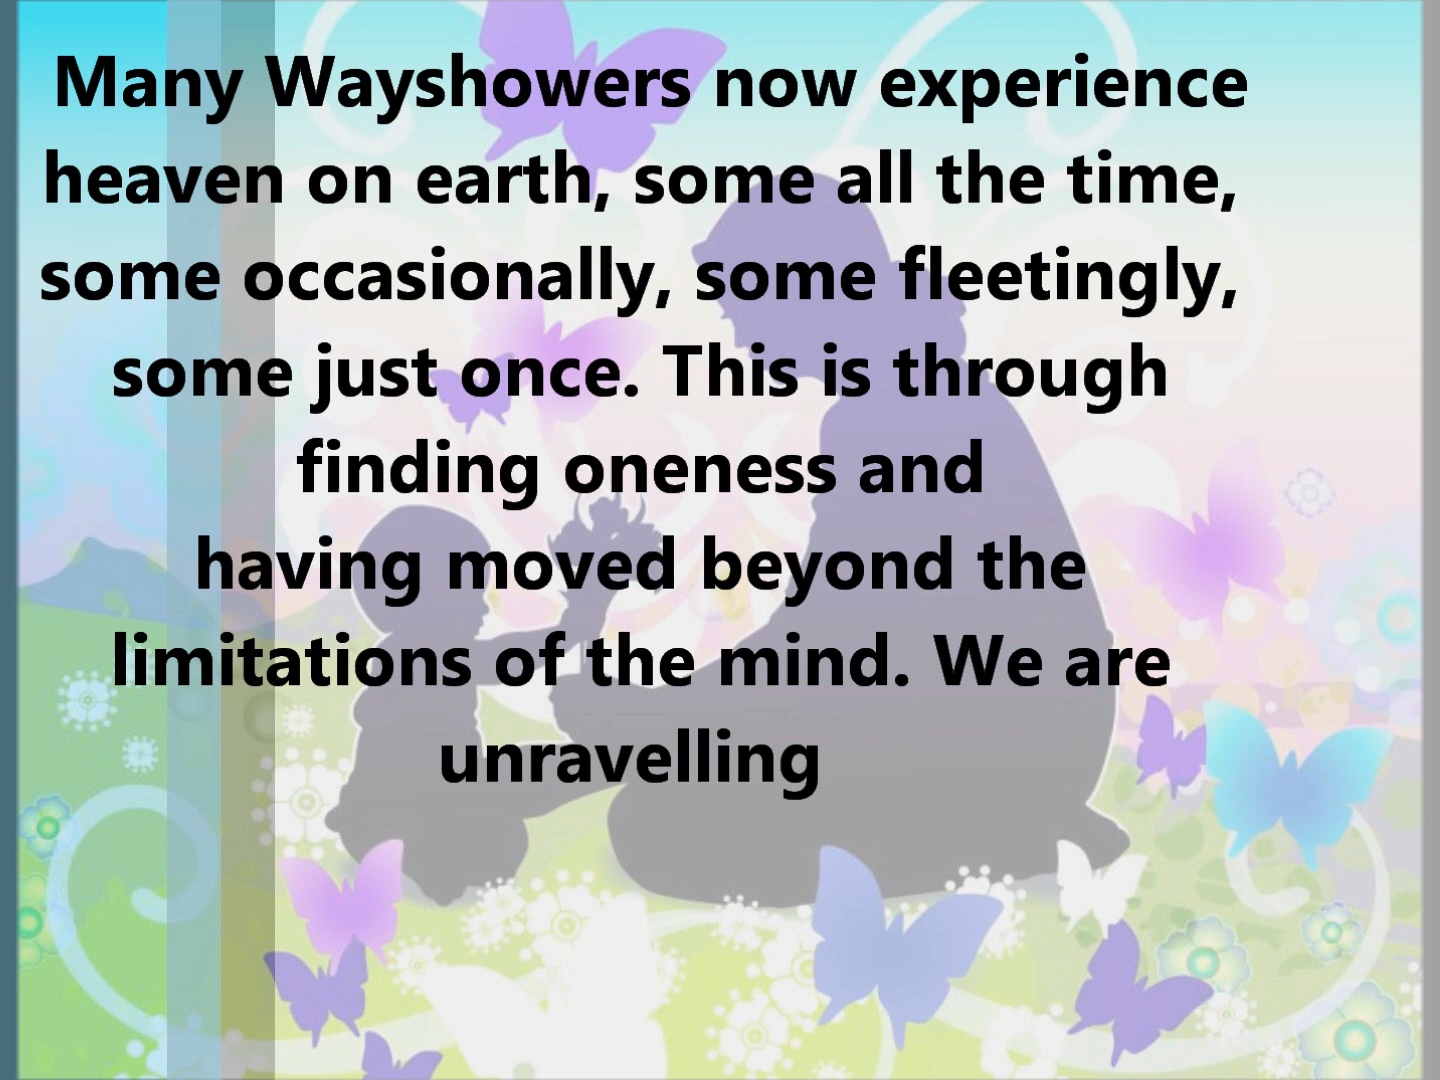 Many Wayshowers now experience
heaven on earth, some all the time,
some occasionally, some fleetingly,
some just once. This is through
finding oneness and
having moved beyond the
limitations of the mind. We are
unravelling